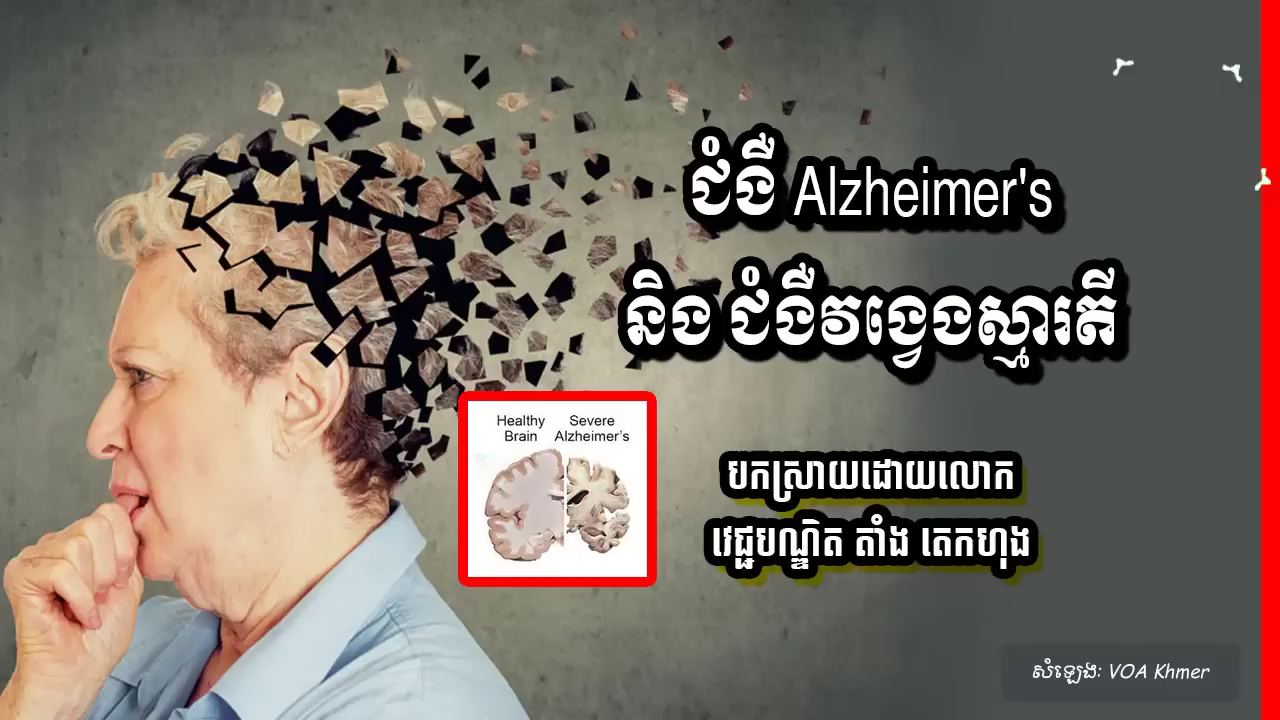 ជំងឺ Alzheimer's
និង ជំងឺវង្វេងស្មារតី
Healthy Severe
Brain Alzheimer's
បកស្រាយដោយលោក
វេជ្ជបណ្ឌិត តាំង តេកហុង
សំឡេង: VOA Khmer